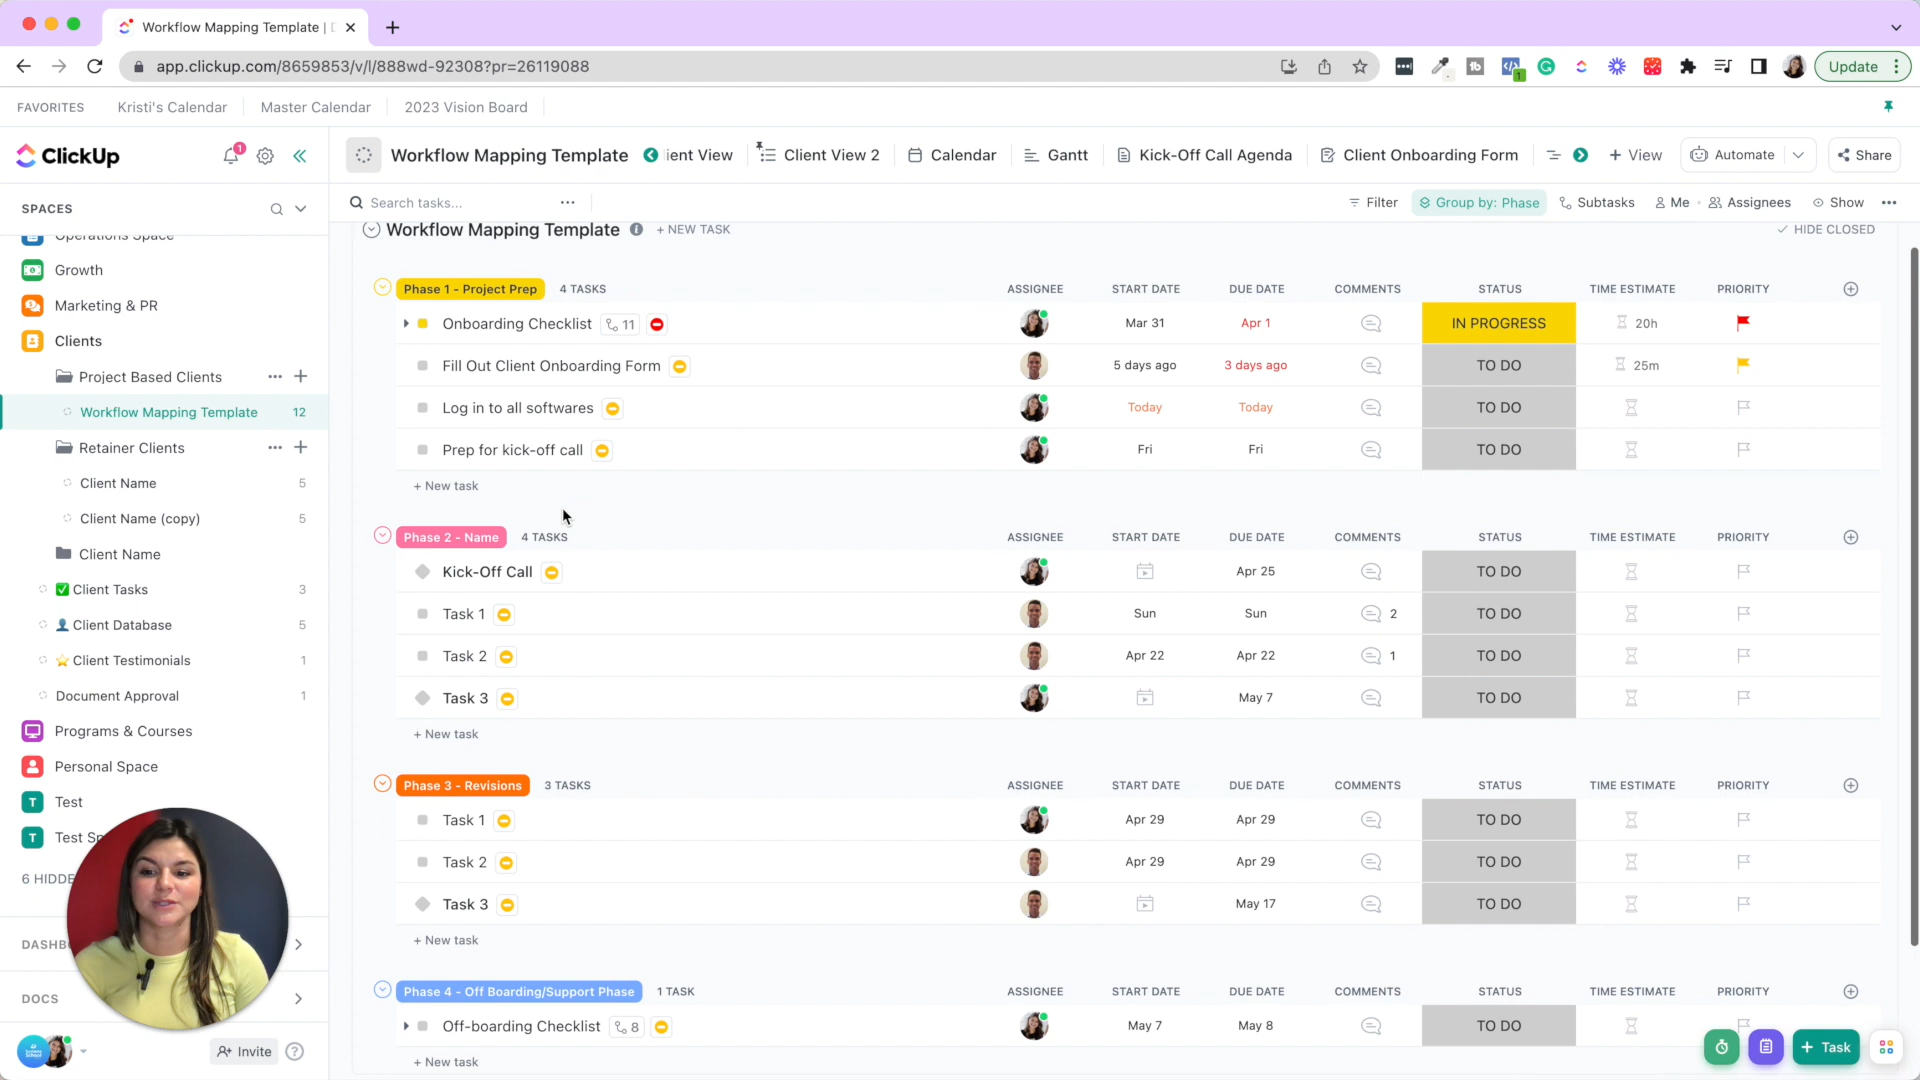 Workflow Mapping Template |
app.clickup.com/8659853/v/l/888wd-92308?pr=26119088
1
Update
FAVORITES
Kristi's Calendar
Master Calendar
2023 Vision Board
ClickUp
1
Workflow Mapping Template
ient View
Client View 2
Calendar
Gantt
Kick-Off Call Agenda
Client Onboarding Form
+ View
Automate
Share
SPACES
Search tasks...
Filter
Group by: Phase
Subtasks
Me
Assignees
Show
Operations Space
Growth
Marketing & PR
Clients
Project Based Clients
Workflow Mapping Template 12
Retainer Clients
Client Name 5
Client Name (copy) 5
Client Name
Client Tasks 3
Client Database 5
Client Testimonials 1
Document Approval 1
Programs & Courses
Personal Space
T Test
T Test Sp
6 HIDDE
DASHB
DOCS
Invite
?
Workflow Mapping Template + NEW TASK
HIDE CLOSED
Phase 1 - Project Prep 4 TASKS ASSIGNEE START DATE DUE DATE COMMENTS STATUS TIME ESTIMATE PRIORITY
Onboarding Checklist 11 Mar 31 Apr 1 IN PROGRESS 20h
Fill Out Client Onboarding Form 5 days ago 3 days ago TO DO 25m
Log in to all softwares Today Today TO DO
Prep for kick-off call Fri Fri TO DO
+ New task
Phase 2 - Name 4 TASKS ASSIGNEE START DATE DUE DATE COMMENTS STATUS TIME ESTIMATE PRIORITY
Kick-Off Call Apr 25 TO DO
Task 1 Sun Sun 2 TO DO
Task 2 Apr 22 Apr 22 1 TO DO
Task 3 May 7 TO DO
+ New task
Phase 3 - Revisions 3 TASKS ASSIGNEE START DATE DUE DATE COMMENTS STATUS TIME ESTIMATE PRIORITY
Task 1 Apr 29 Apr 29 TO DO
Task 2 Apr 29 Apr 29 TO DO
Task 3 May 17 TO DO
+ New task
Phase 4 - Off Boarding/Support Phase 1 TASK ASSIGNEE START DATE DUE DATE COMMENTS STATUS TIME ESTIMATE PRIORITY
Off-boarding Checklist 8 May 7 May 8 TO DO
+ New task
+ Task